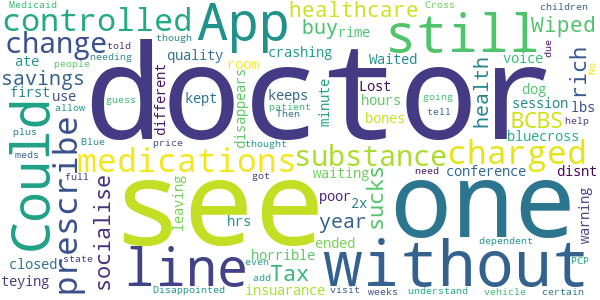 Medicaid
controlled
App
healthcare
Cross
children
change
buy
rime
still
Wiped
told
people
needing
though
quality
crashing
Waited
voice
No
due
ate
savings
room
rich
first
use
different
kept
keeps
Lost
hours
going
dog
session
lbs
doctor
guess
patient
Then
disappears
minute
bones
tell
health
BCBS
help
allow
plus
Blue
price
thought
substance
bluecross
charged
Could
prescribe
medications
meds
full
got
waiting
conference
need
disnt
see
one
socialise
leaving
hrs
poor
2x
sucks
year
warning
closed
state
line
horrible
ended
without
dependent
PCP
teying
even
add
Tax
insuarance
Disappointed
visit
weeks
understand
vehicle
certain